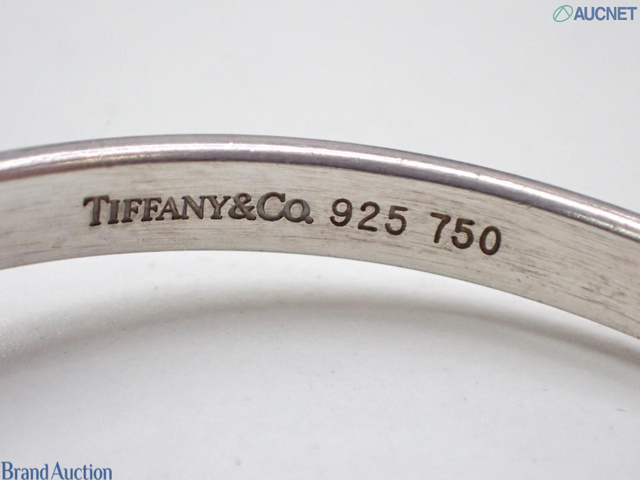 AUCNET
TIFFANY&CO. 925 750
Brand Auction